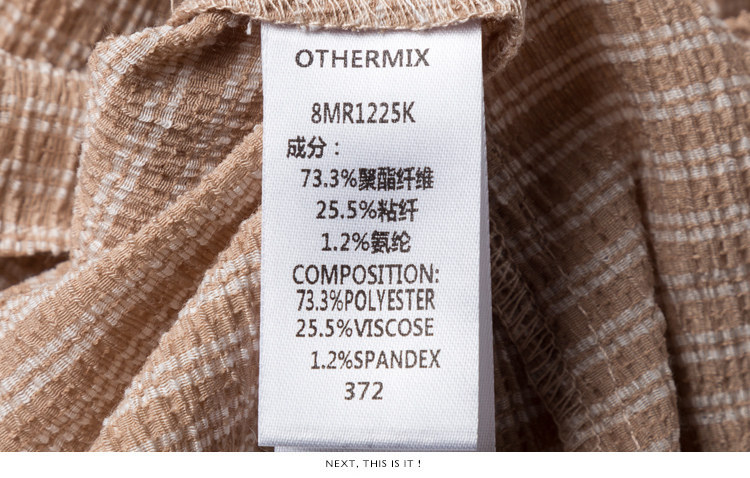 OTHERMIX
8MR1225K
成分：
73.3%聚酯纤维
25.5%粘纤
1.2%氨纶
COMPOSITION:
73.3%POLYESTER
25.5%VISCOSE
1.2%SPANDEX
372
NEXT, THIS IS IT !